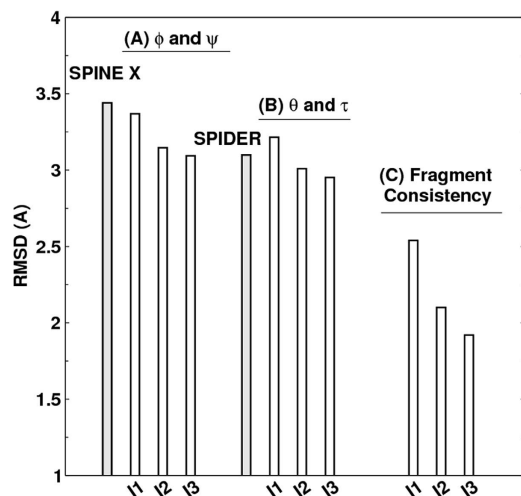 4
(A) ϕ and ψ
SPINE X
3.5
(B) θ and τ
SPIDER
3
(C) Fragment
Consistency
2.5
RMSD (A)
2
1.5
1
I1 I2 I3 I1 I2 I3 I1 I2 I3